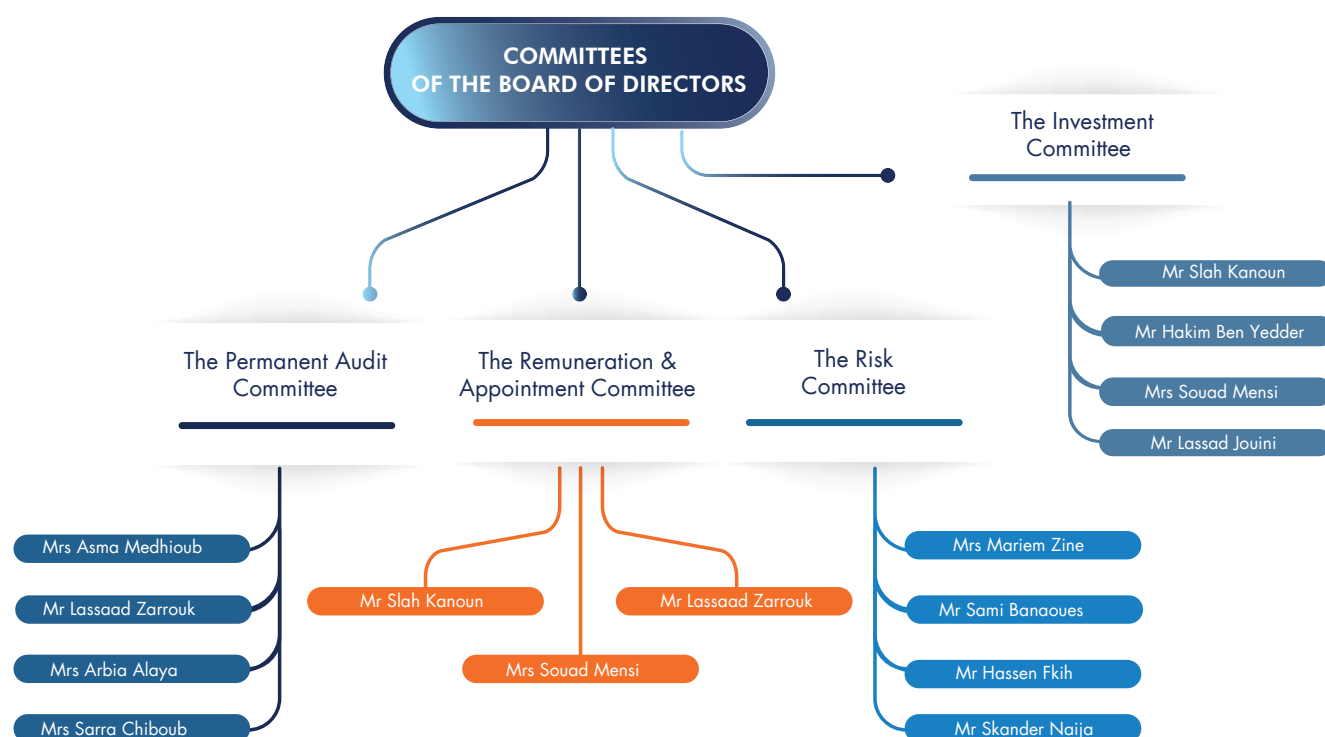 COMMITTEES
OF THE BOARD OF DIRECTORS
The Investment
Committee
Mr Slah Kanoun
Mr Hakim Ben Yedder
Mrs Souad Mensi
Mr Lassad Jouini
The Permanent Audit
Committee
Mrs Asma Medhioub
Mr Lassaad Zarrouk
Mrs Arbia Alaya
Mrs Sarra Chiboub
The Remuneration &
Appointment Committee
Mr Slah Kanoun
Mr Lassaad Zarrouk
Mrs Souad Mensi
The Risk
Committee
Mrs Mariem Zine
Mr Sami Banaoues
Mr Hassen Fkih
Mr Skander Naija